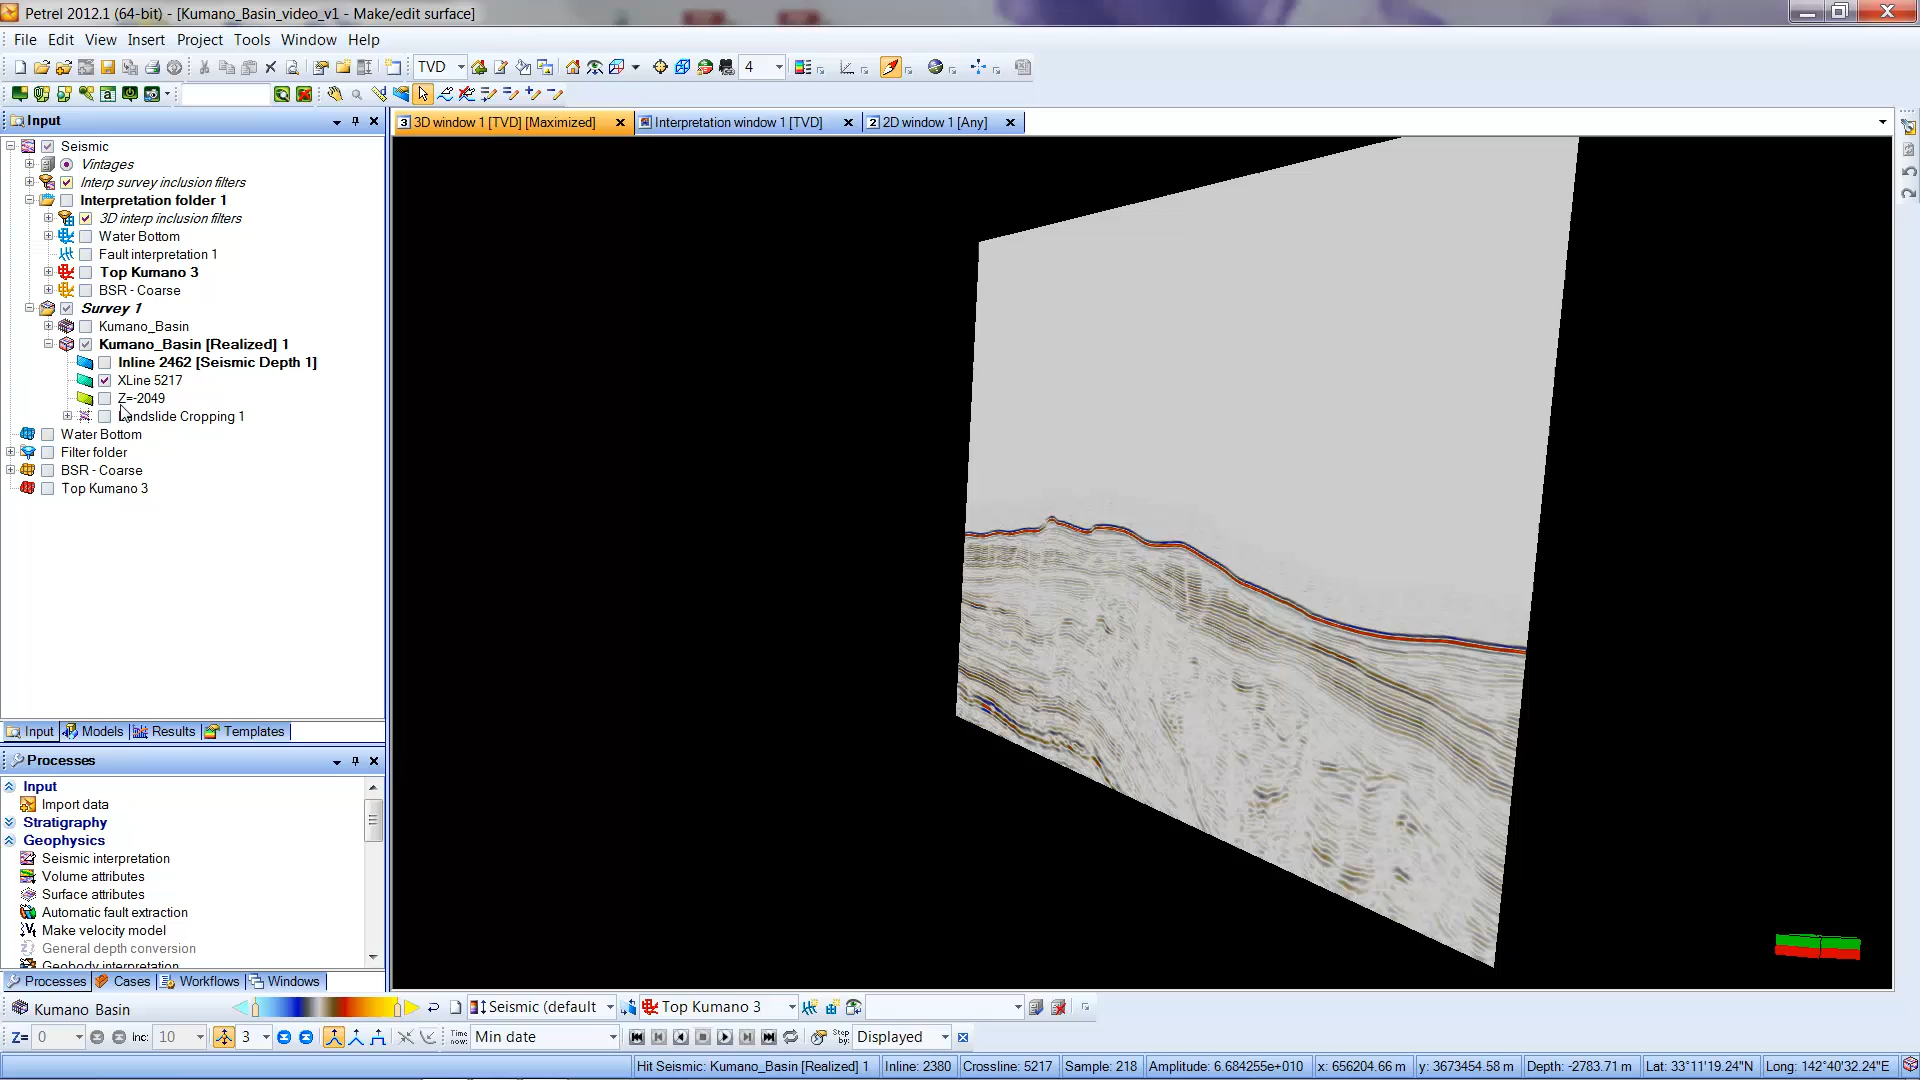 Petrel 2012.1 (64-bit) - [Kumano_Basin_video_v1 - Make/edit surface]
File Edit View Insert Project Tools Window Help
TVD 4
Input
3 3D window 1 [TVD] [Maximized] Interpretation window 1 [TVD] 2 2D window 1 [Any]
Seismic
Vintages
Interp survey inclusion filters
Interpretation folder 1
3D interp inclusion filters
Water Bottom
Fault interpretation 1
Top Kumano 3
BSR - Coarse
Survey 1
Kumano_Basin
Kumano_Basin [Realized] 1
Inline 2462 [Seismic Depth 1]
XLine 5217
Z=-2049
Landslide Cropping 1
Water Bottom
Filter folder
BSR - Coarse
Top Kumano 3
Input Models Results Templates
Processes
Input
Import data
Stratigraphy
Geophysics
Seismic interpretation
Volume attributes
Surface attributes
Automatic fault extraction
Make velocity model
General depth conversion
Geobody interpretation
Processes Cases Workflows Windows
Kumano Basin Seismic (default Top Kumano 3
Z= 0 Inc: 10 3 Time now: Min date Step by: Displayed
Hit Seismic: Kumano_Basin [Realized] 1 Inline: 2380 Crossline: 5217 Sample: 218 Amplitude: 6.684255e+010 x: 656204.66 m y: 3673454.58 m Depth: -2783.71 m Lat: 33°11'19.24"N Long: 142°40'32.24"E